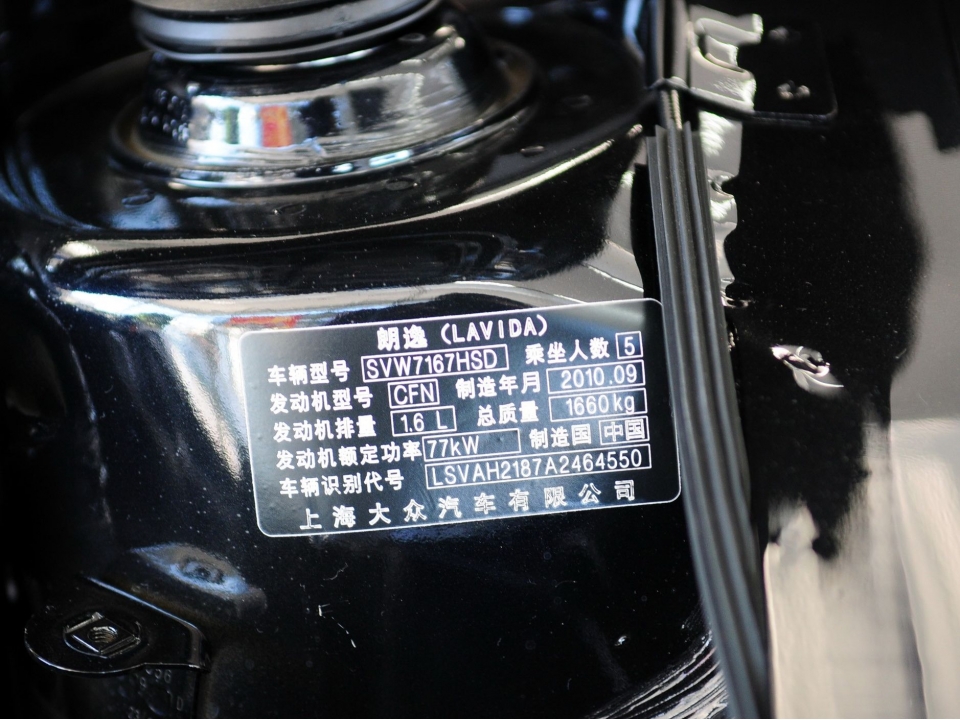 朗逸 (LAVIDA)
车辆型号 SVW7167HSD 乘坐人数 5
发动机型号 CFN 制造年月 2010.09
发动机排量 1.6 L 总质量 1660kg
发动机额定功率 77kW 制造国 中国
车辆识别代号 LSVAH2187A2464550
上海大众汽车有限公司